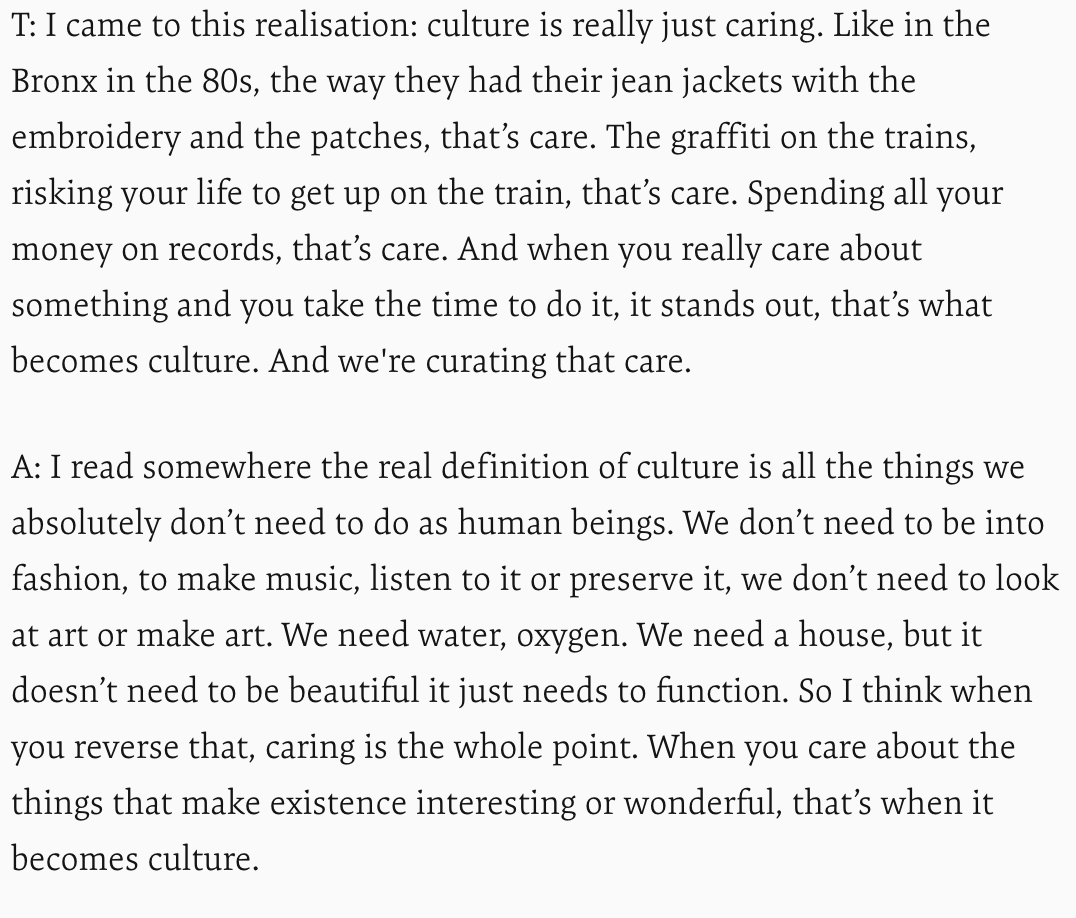 T: I came to this realisation: culture is really just caring. Like in the
Bronx in the 80s, the way they had their jean jackets with the
embroidery and the patches, that’s care. The graffiti on the trains,
risking your life to get up on the train, that’s care. Spending all your
money on records, that’s care. And when you really care about
something and you take the time to do it, it stands out, that’s what
becomes culture. And we're curating that care.
A: I read somewhere the real definition of culture is all the things we
absolutely don’t need to do as human beings. We don’t need to be into
fashion, to make music, listen to it or preserve it, we don’t need to look
at art or make art. We need water, oxygen. We need a house, but it
doesn’t need to be beautiful it just needs to function. So I think when
you reverse that, caring is the whole point. When you care about the
things that make existence interesting or wonderful, that’s when it
becomes culture.